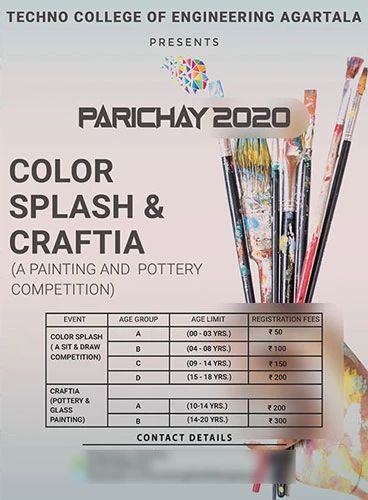 TECHNO COLLEGE OF ENGINEERING AGARTALA
PRESENTS
PARICHAY 2020
COLOR
SPLASH &
CRAFTIA
(A PAINTING AND POTTERY
COMPETITION)
EVENT AGE GROUP AGE LIMIT REGISTRATION FEES
COLOR SPLASH
( A SIT & DRAW
COMPETITION)
A (00 - 03 YRS.) ₹ 50
B (04 - 08 YRS.) ₹ 100
C (09 - 14 YRS.) ₹ 150
D (15 - 18 YRS.) ₹ 200
CRAFTIA
(POTTERY &
GLASS
PAINTING)
A (10-14 YRS.) ₹ 200
B (14-20 YRS.) ₹ 300
CONTACT DETAILS